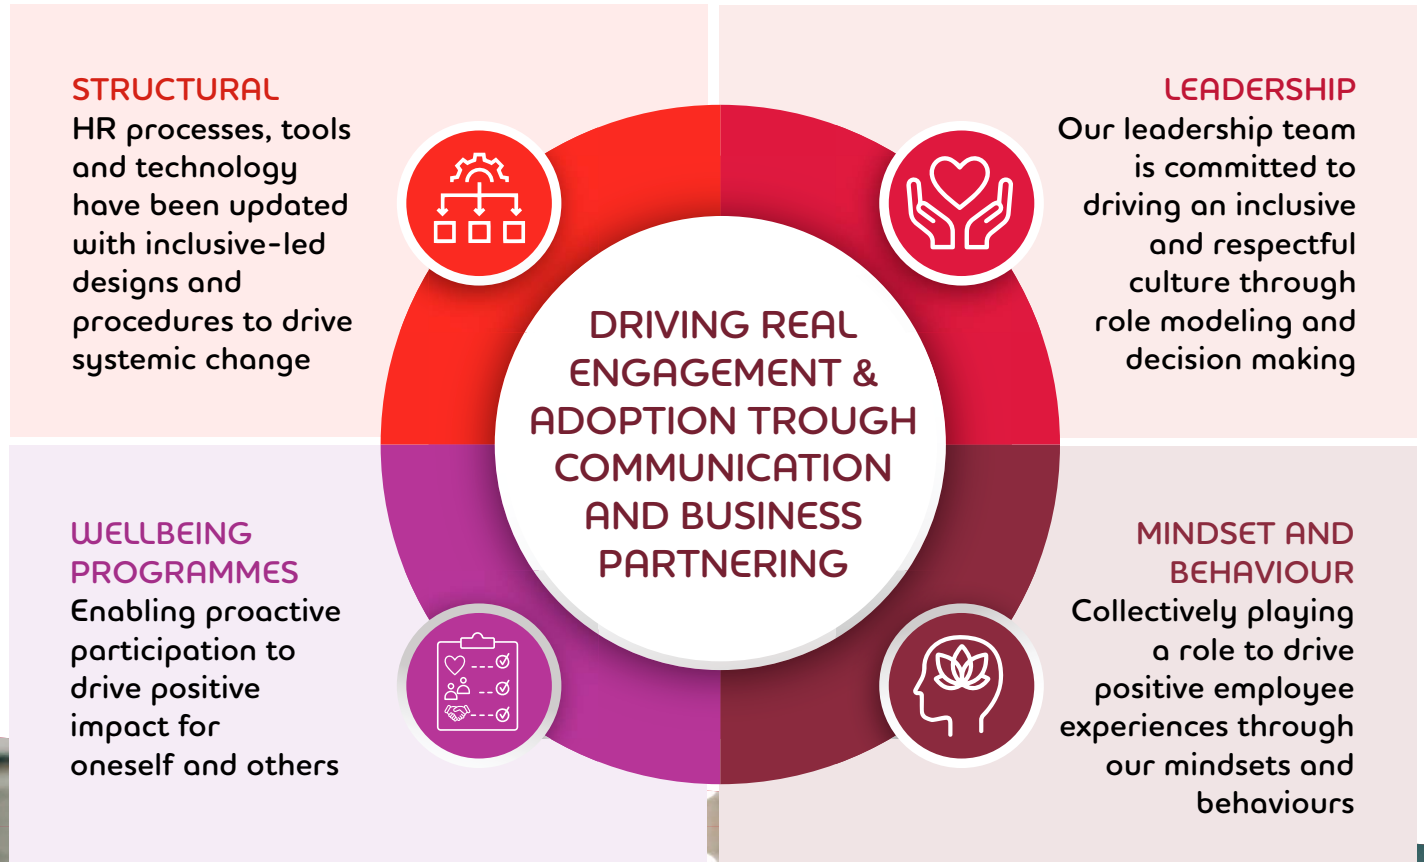 STRUCTURAL
HR processes, tools
and technology
have been updated
with inclusive-led
designs and
procedures to drive
systemic change
LEADERSHIP
Our leadership team
is committed to
driving an inclusive
and respectful
culture through
role modeling and
decision making
DRIVING REAL
ENGAGEMENT &
ADOPTION TROUGH
COMMUNICATION
AND BUSINESS
PARTNERING
WELLBEING
PROGRAMMES
Enabling proactive
participation to
drive positive
impact for
oneself and others
MINDSET AND
BEHAVIOUR
Collectively playing
a role to drive
positive employee
experiences through
our mindsets and
behaviours